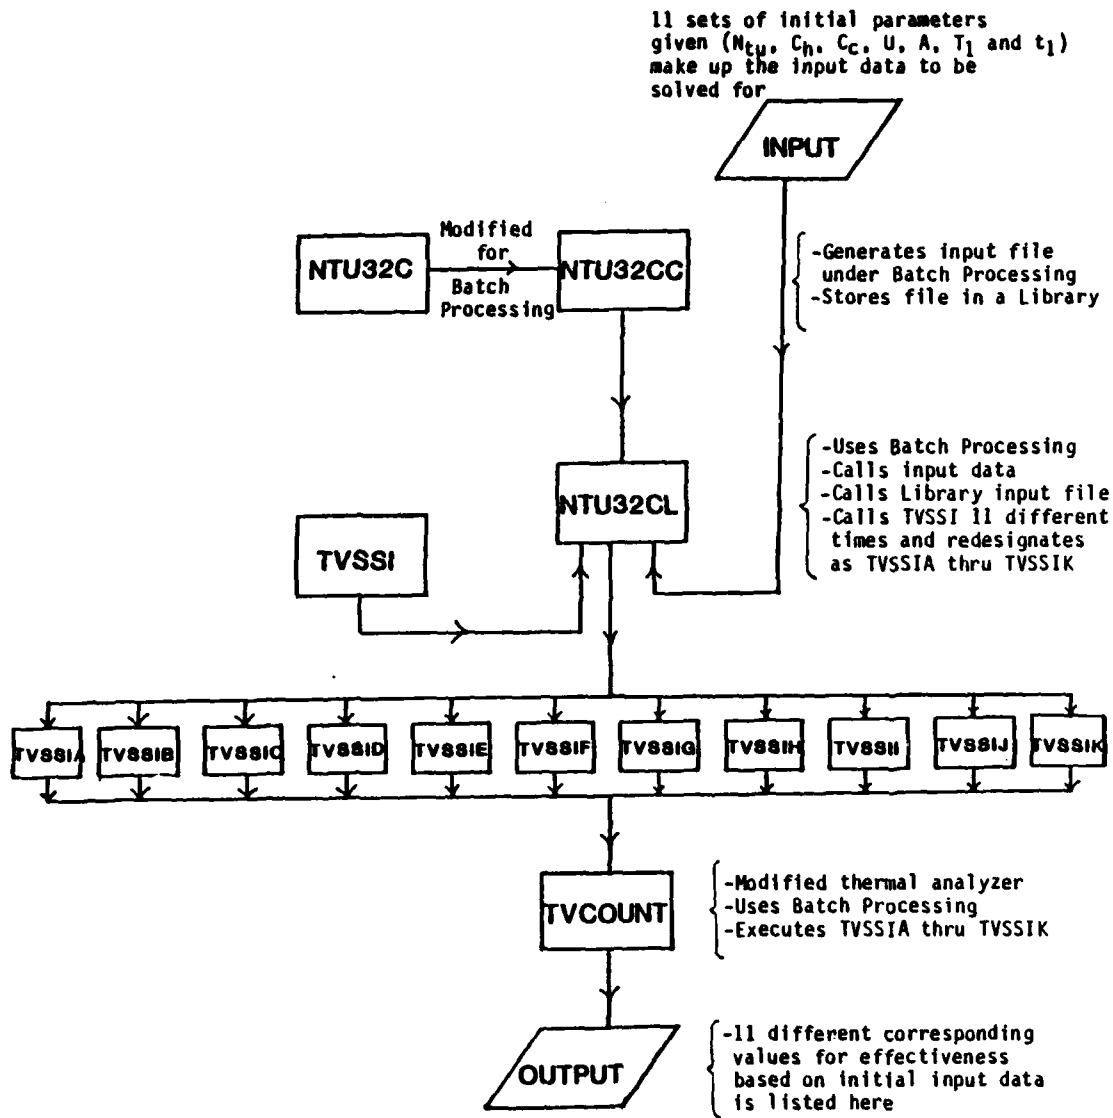 11 sets of initial parameters
given (Ntu, Ch, Cc, U, A, T1 and t1)
make up the input data to be
solved for
INPUT
Modified
for
Batch
Processing
NTU32C
NTU32CC
-Generates input file
under Batch Processing
-Stores file in a Library
NTU32CL
TVSSI
-Uses Batch Processing
-Calls input data
-Calls Library input file
-Calls TVSSI 11 different
times and redesignates
as TVSSIA thru TVSSIK
TVSSIA
TVSSIB
TVSSIC
TVSSID
TVSSIE
TVSSIF
TVSSIG
TVSSIH
TVSSII
TVSSIJ
TVSSIK
TVCOUNT
-Modified thermal analyzer
-Uses Batch Processing
-Executes TVSSIA thru TVSSIK
OUTPUT
-11 different corresponding
values for effectiveness
based on initial input data
is listed here